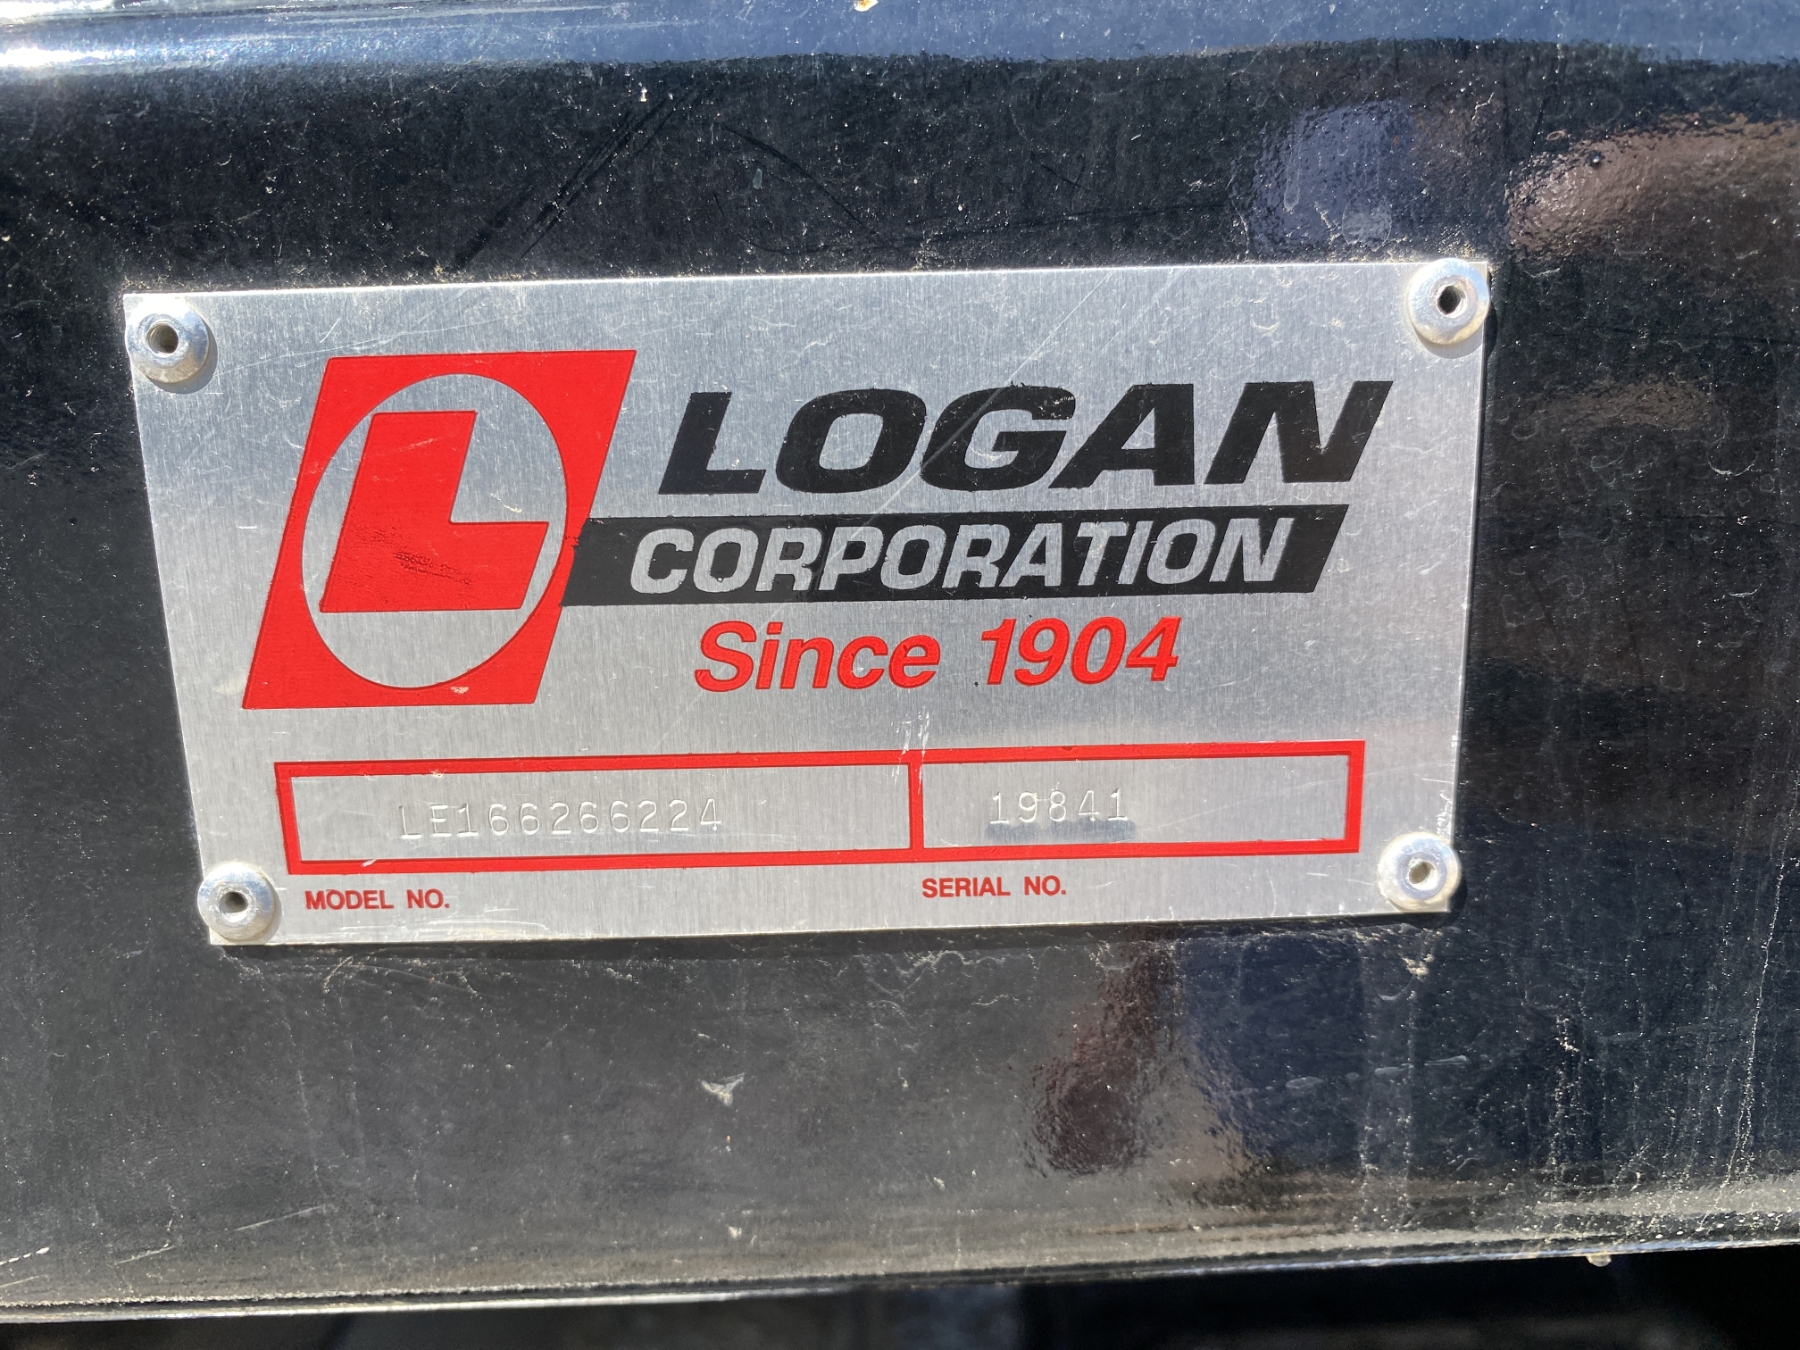 L LOGAN
CORPORATION
Since 1904
LE166266224 19841
MODEL NO. SERIAL NO.